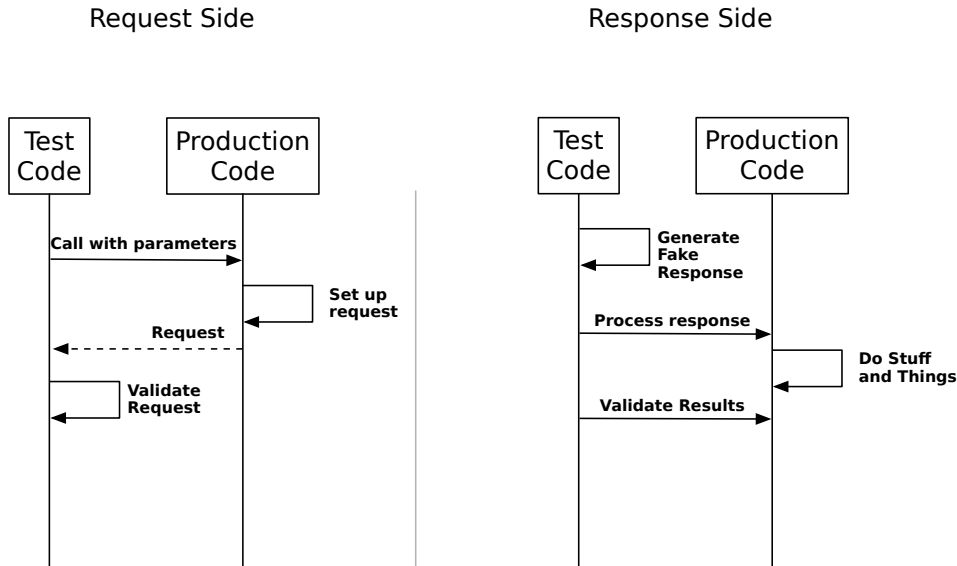 Request Side
Test
Code
Production
Code
Call with parameters
Set up
request
Request
Validate
Request
Response Side
Test
Code
Production
Code
Generate
Fake
Response
Process response
Do Stuff
and Things
Validate Results